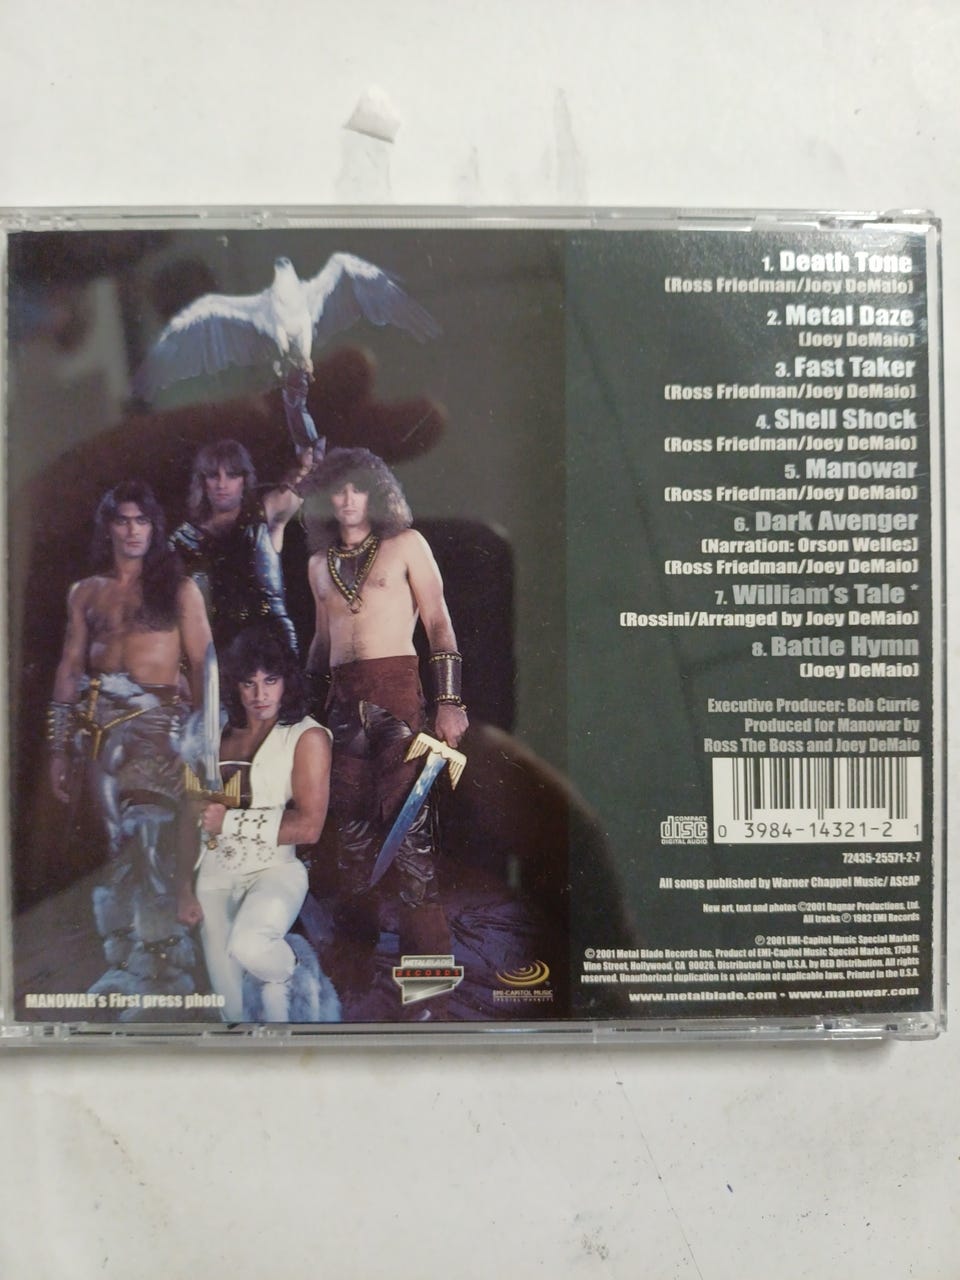 1. Death Tone
(Ross Friedman/Joey DeMaio)
2. Metal Daze
(Joey DeMaio)
3. Fast Taker
(Ross Friedman/Joey DeMaio)
4. Shell Shock
(Ross Friedman/Joey DeMaio)
5. Manowar
(Ross Friedman/Joey DeMaio)
6. Dark Avenger
(Narration: Orson Welles)
(Ross Friedman/Joey DeMaio)
7. William's Tale *
(Rossini/Arranged by Joey DeMaio)
8. Battle Hymn
(Joey DeMaio)
Executive Producer: Bob Currie
Produced for Manowar by
Ross The Boss and Joey DeMaio
COMPACT
disc
DIGITAL AUDIO
0 3984-14321-2 1
72435-25571-2-7
All songs published by Warner Chappel Music/ ASCAP
New art, text and photos ©2001 Ragnar Productions, Ltd.
All tracks ℗ 1982 EMI Records
℗ 2001 EMI-Capitol Music Special Markets
© 2001 Metal Blade Records Inc. Product of EMI-Capitol Music Special Markets, 1750 N.
Vine Street, Hollywood, CA 90028. Distributed in the U.S.A. by RED Distribution. All rights
reserved. Unauthorized duplication is a violation of applicable laws. Printed in the U.S.A.
www.metalblade.com • www.manowar.com
MANOWAR's First press photo
METAL BLADE
RECORDS
EMI-CAPITOL MUSIC
SPECIAL MARKETS